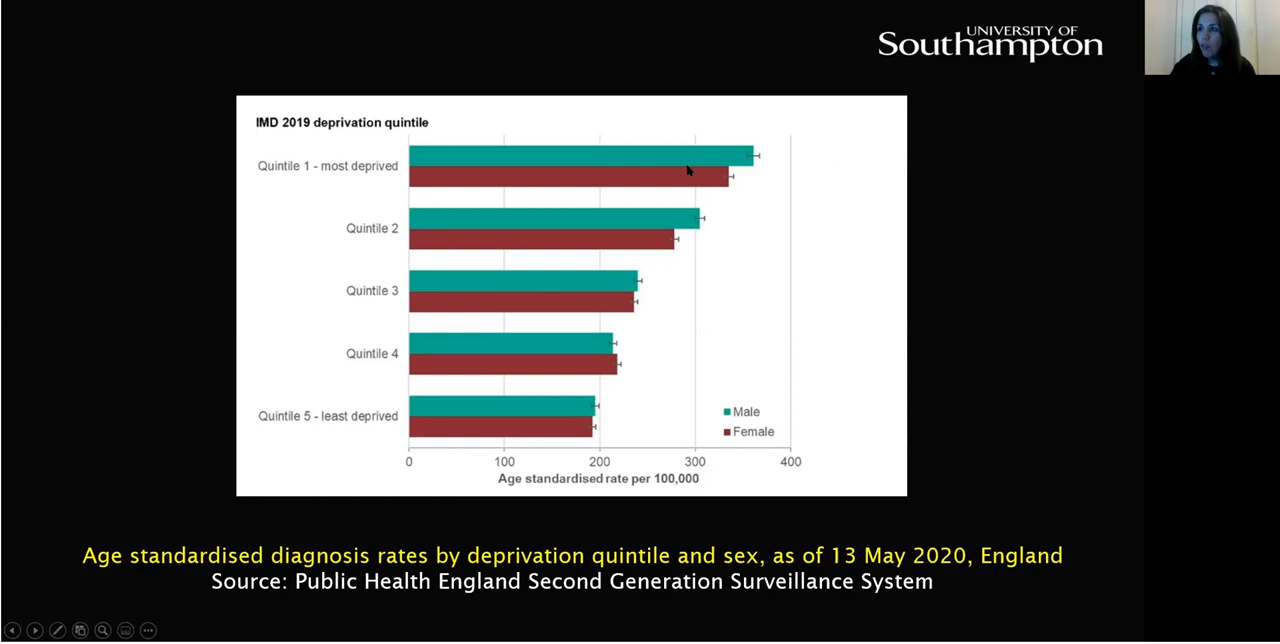 UNIVERSITY OF
Southampton
IMD 2019 deprivation quintile
Quintile 1 - most deprived
Quintile 2
Quintile 3
Quintile 4
Quintile 5 - least deprived
Male
Female
0 100 200 300 400
Age standardised rate per 100,000
Age standardised diagnosis rates by deprivation quintile and sex, as of 13 May 2020, England
Source: Public Health England Second Generation Surveillance System